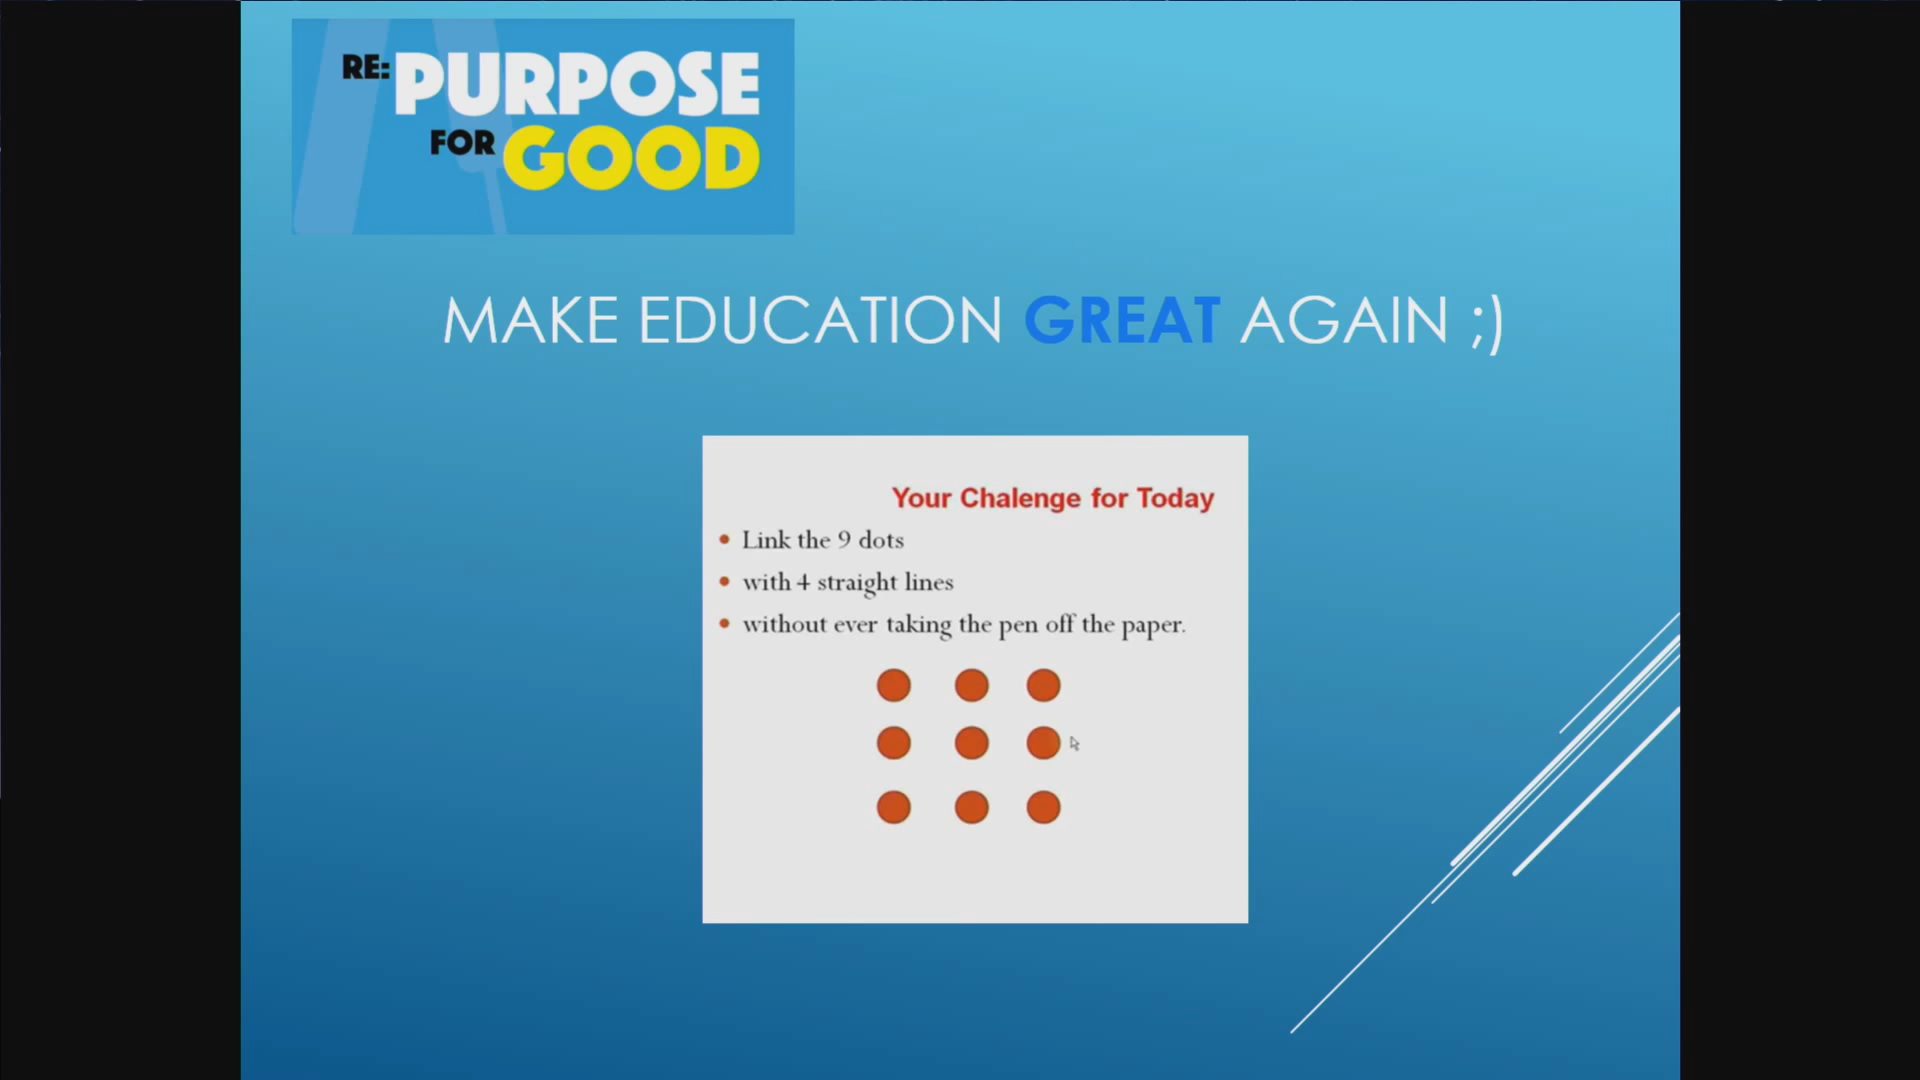 RE: PURPOSE
FOR GOOD
MAKE EDUCATION GREAT AGAIN ;)
Your Chalenge for Today
• Link the 9 dots
• with 4 straight lines
• without ever taking the pen off the paper.